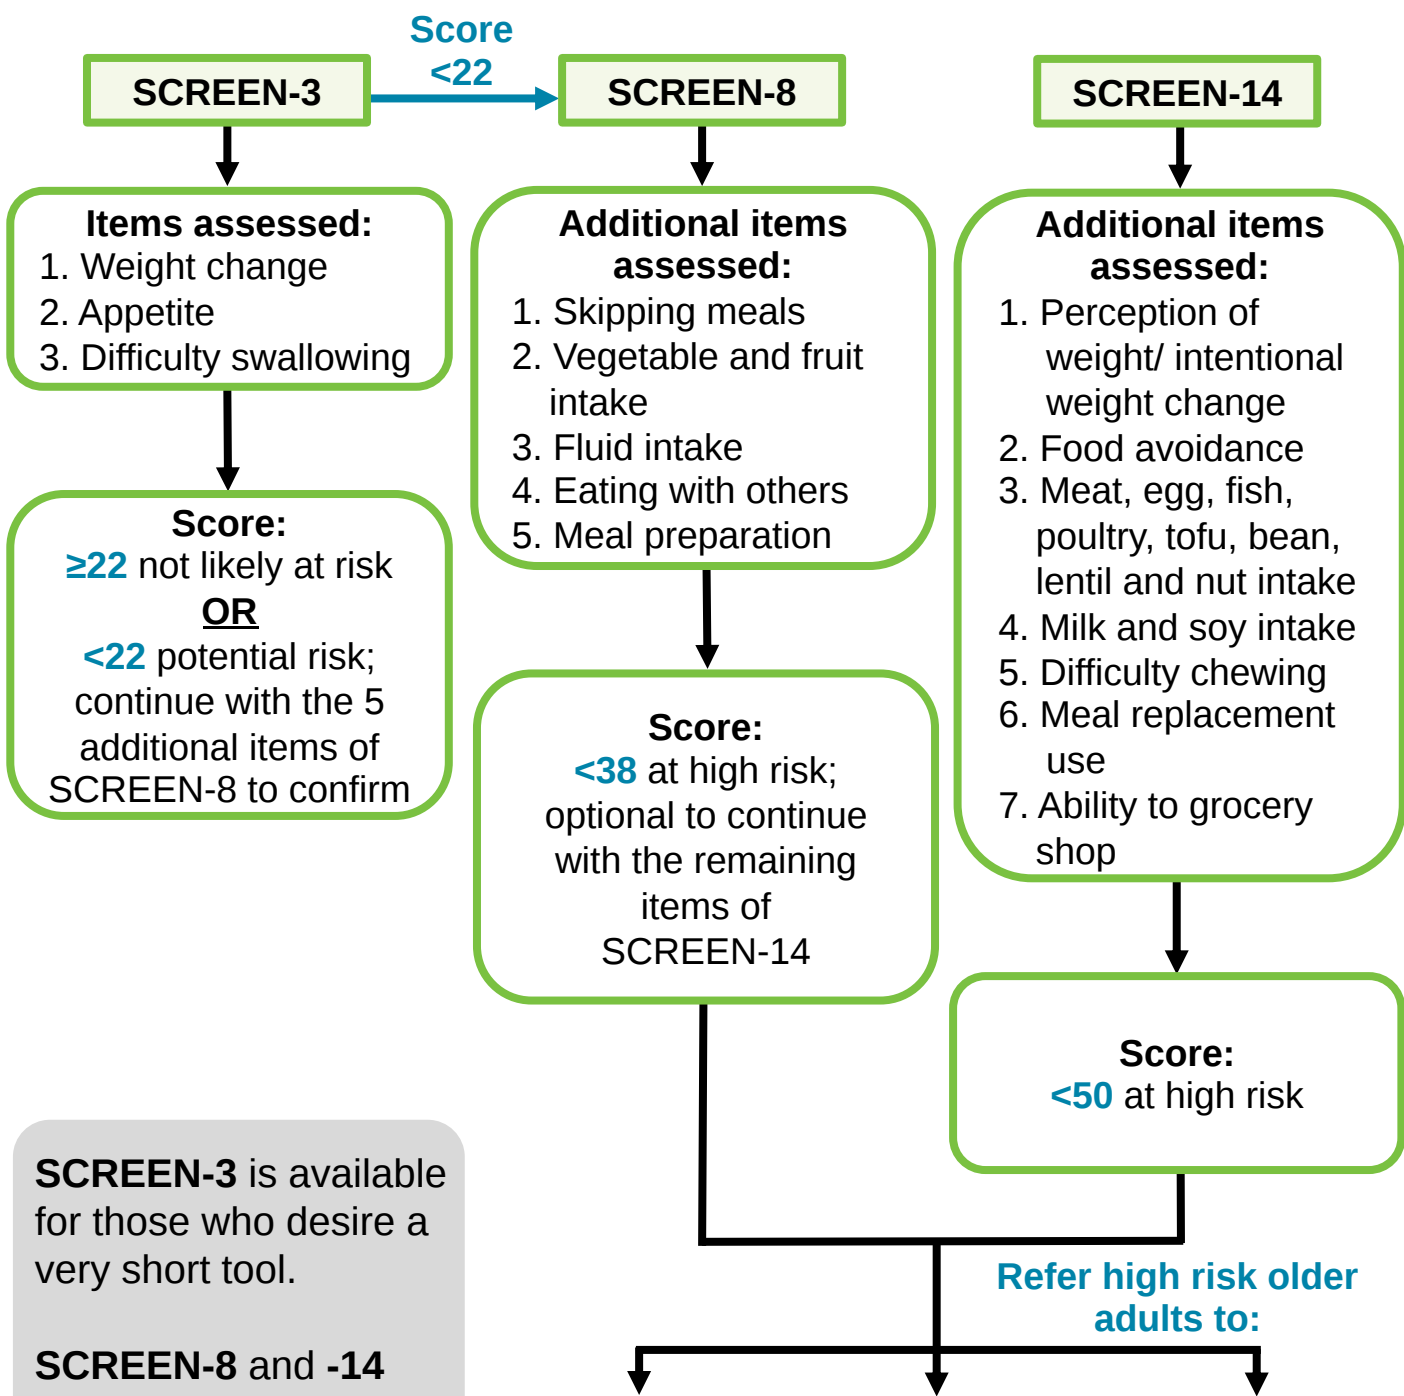 Score
<22
SCREEN-3
SCREEN-8
SCREEN-14
Items assessed:
1. Weight change
2. Appetite
3. Difficulty swallowing
Score:
≥22 not likely at risk
OR
<22 potential risk;
continue with the 5
additional items of
SCREEN-8 to confirm
Additional items
assessed:
1. Skipping meals
2. Vegetable and fruit
intake
3. Fluid intake
4. Eating with others
5. Meal preparation
Score:
<38 at high risk;
optional to continue
with the remaining
items of
SCREEN-14
Additional items
assessed:
1. Perception of
weight/ intentional
weight change
2. Food avoidance
3. Meat, egg, fish,
poultry, tofu, bean,
lentil and nut intake
4. Milk and soy intake
5. Difficulty chewing
6. Meal replacement
use
7. Ability to grocery
shop
Score:
<50 at high risk
SCREEN-3 is available
for those who desire a
very short tool.
SCREEN-8 and -14
Refer high risk older
adults to: